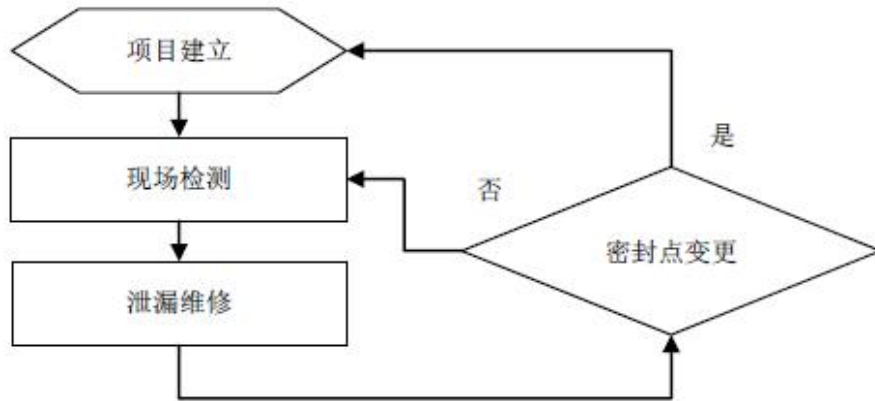 项目建立
是
现场检测
否
密封点变更
泄漏维修